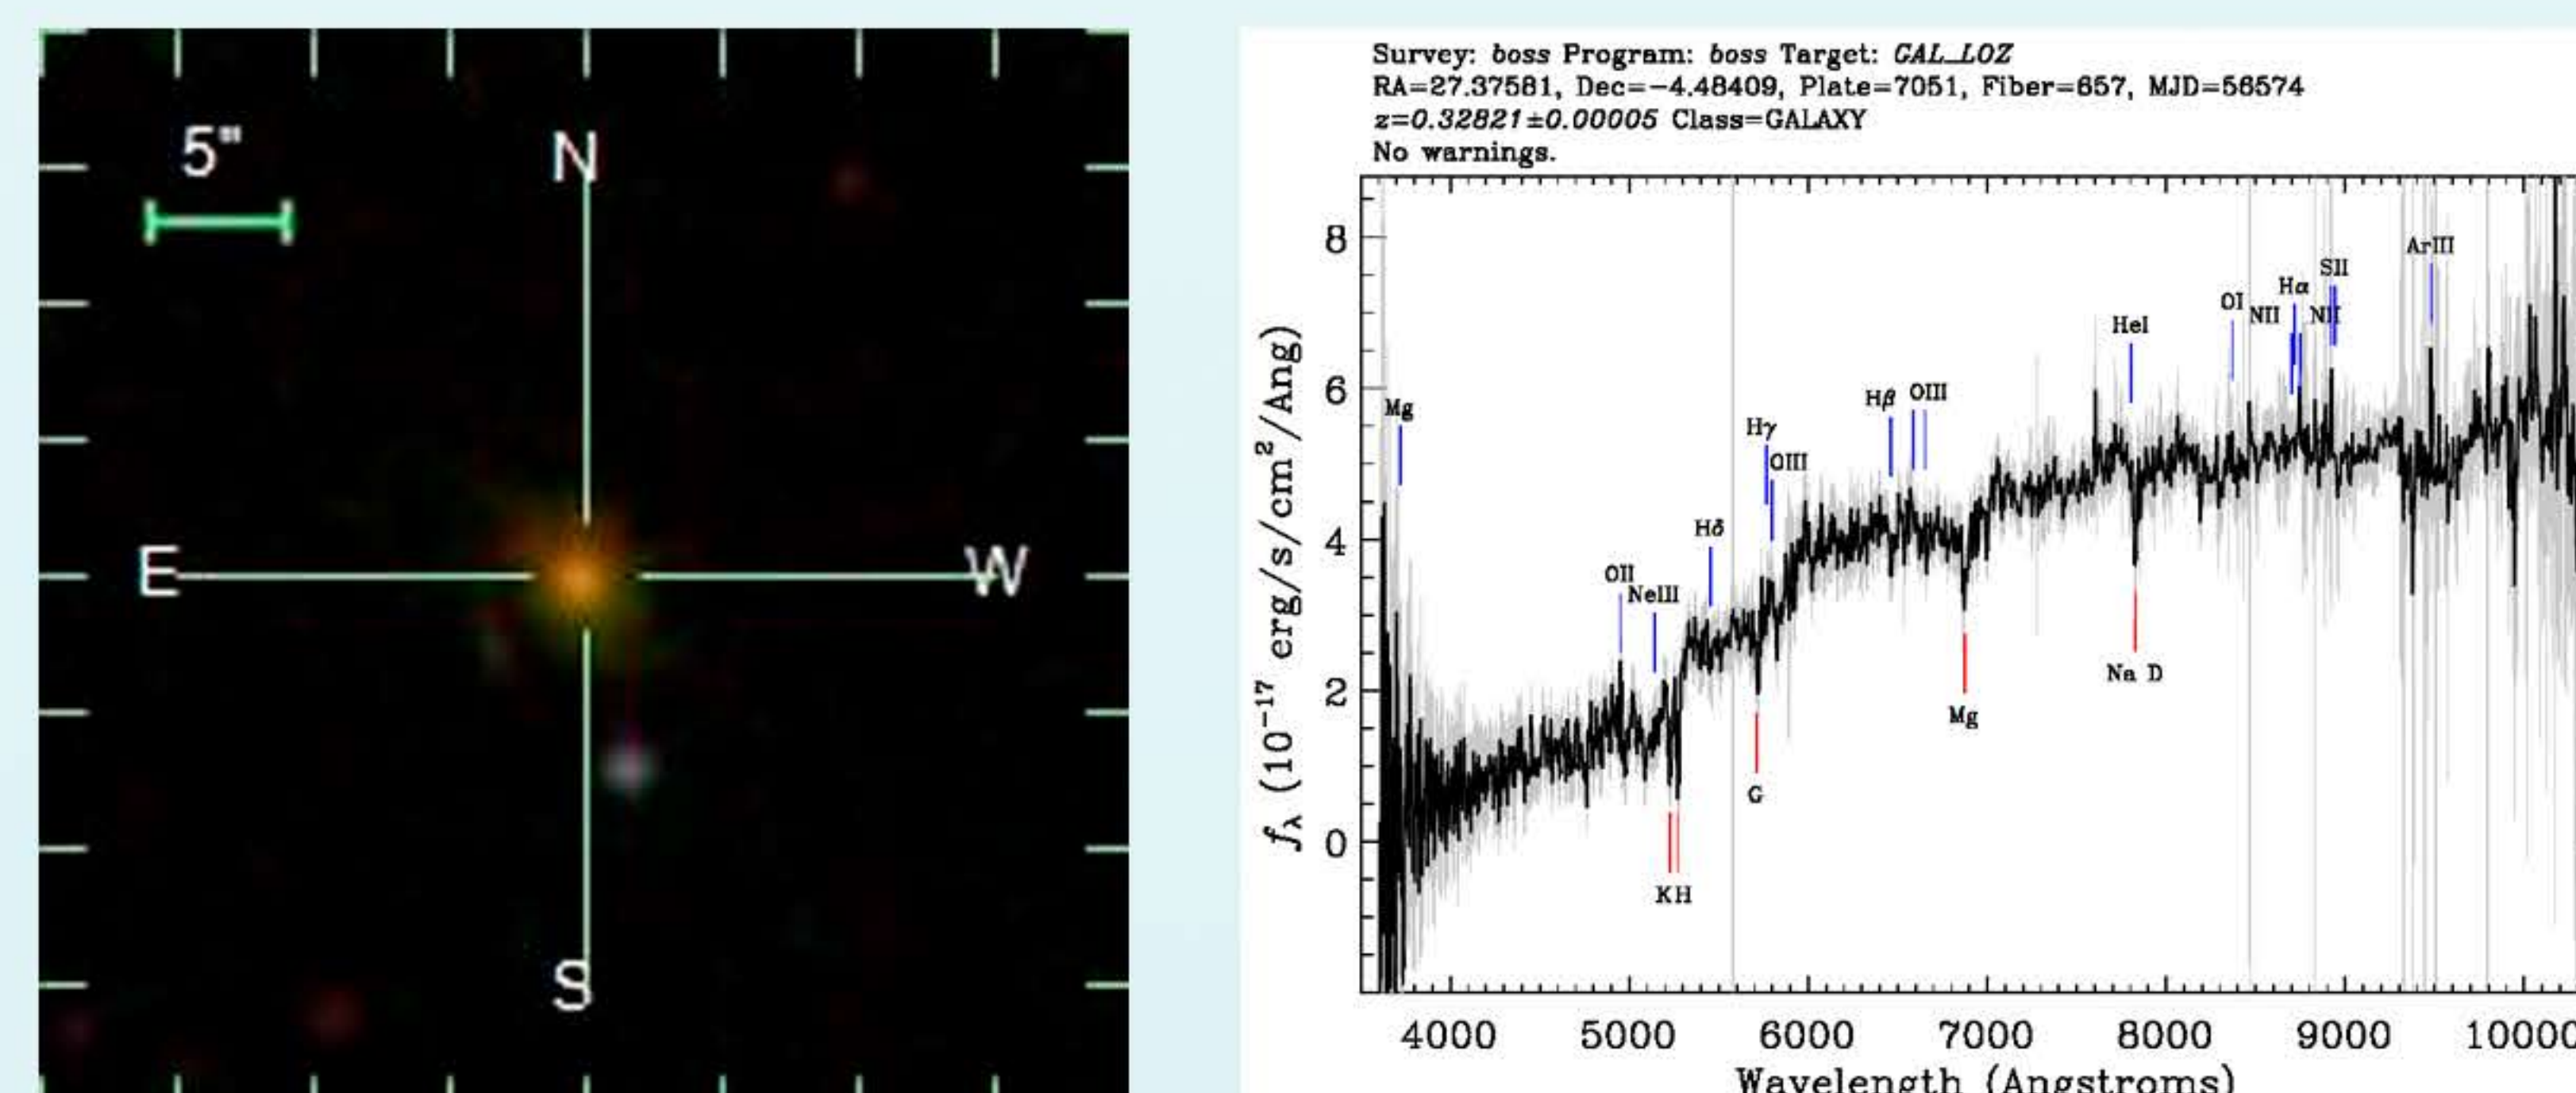 5"
N
E
W
S
Survey: boss Program: boss Target: GAL_LOZ
RA=27.37581, Dec=−4.48409, Plate=7051, Fiber=657, MJD=56574
z=0.32821±0.00005 Class=GALAXY
No warnings.
fλ (10⁻¹⁷ erg/s/cm²/Ang)
8
6
4
2
0
Mg
OII
NeIII
Hδ
Hγ
OIII
Hβ
OIII
HeI
OI
NII
Hα
NII
SII
ArIII
K H
G
Mg
Na D
4000
5000
6000
7000
8000
9000
10000
Wavelength (Angstroms)